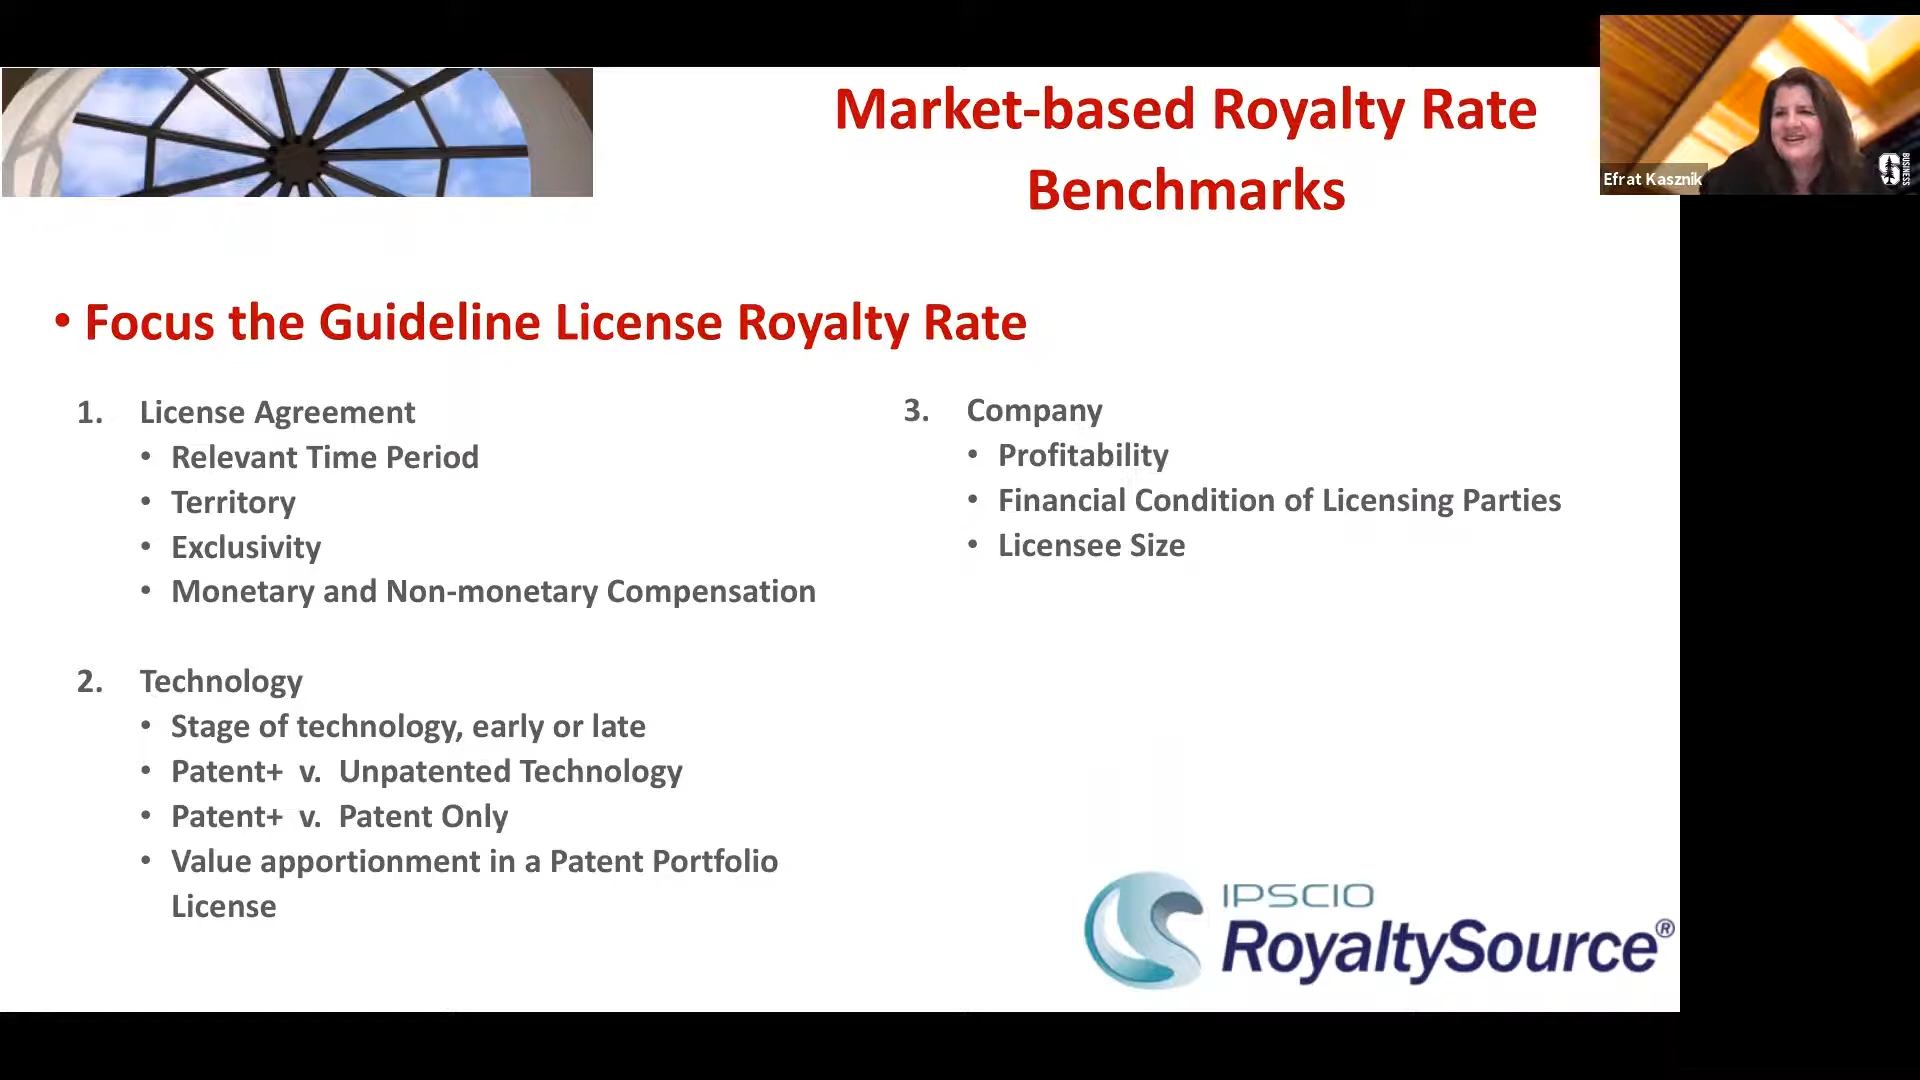 Market-based Royalty Rate
Benchmarks
Efrat Kasznik
S
BUSINESS
• Focus the Guideline License Royalty Rate
1. License Agreement
• Relevant Time Period
• Territory
• Exclusivity
• Monetary and Non-monetary Compensation
2. Technology
• Stage of technology, early or late
• Patent+ v. Unpatented Technology
• Patent+ v. Patent Only
• Value apportionment in a Patent Portfolio
License
3. Company
• Profitability
• Financial Condition of Licensing Parties
• Licensee Size
IPSCIO
RoyaltySource®